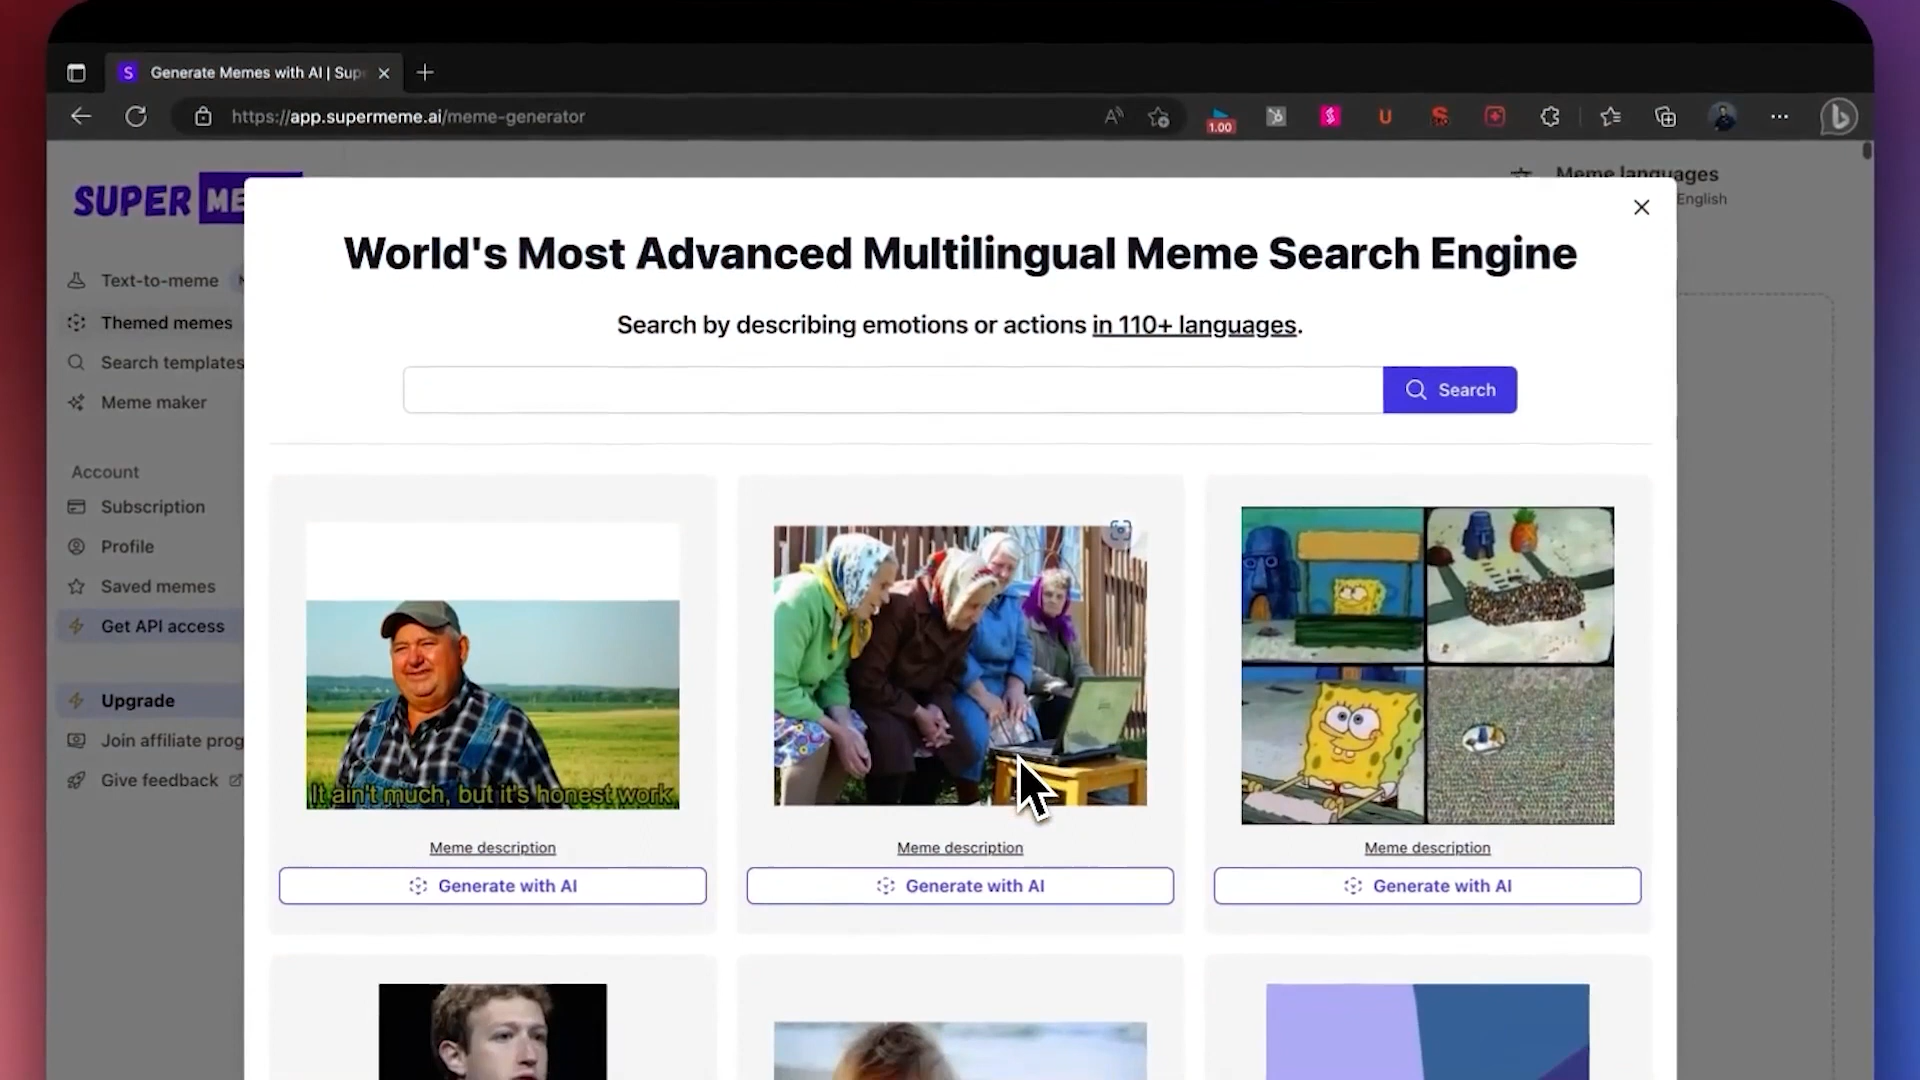 Generate Memes with AI | Sup
https://app.supermeme.ai/meme-generator
1.00
SUPER ME
Meme languages
English
Text-to-meme
Themed memes
Search templates
Meme maker
Account
Subscription
Profile
Saved memes
Get API access
Upgrade
Join affiliate prog
Give feedback
World's Most Advanced Multilingual Meme Search Engine
Search by describing emotions or actions in 110+ languages.
Search
It ain't much, but it's honest work
Meme description
Generate with AI
Meme description
Generate with AI
Meme description
Generate with AI